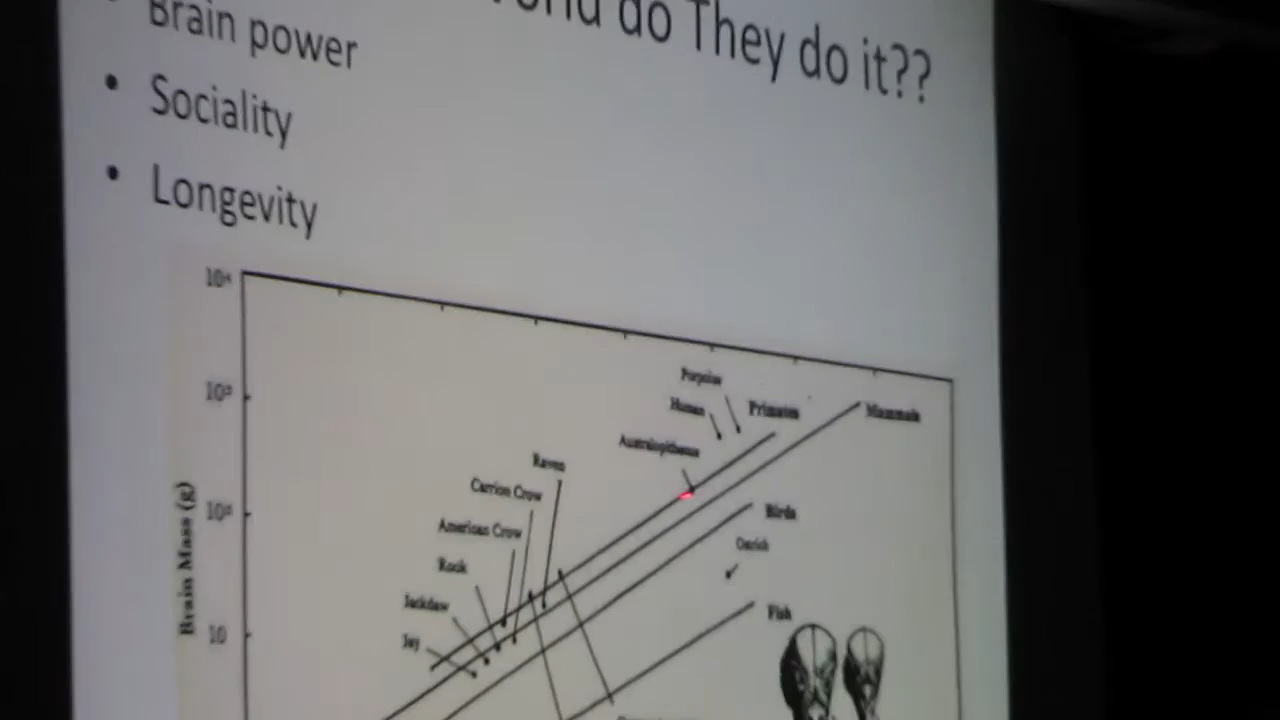 do They do it??
Brain power
Sociality
Longevity
10⁴
Porpoise
10³
Human
Primates
Mammals
Australopithecus
Raven
Carrion Crow
10²
Birds
American Crow
Ostrich
Rook
Jackdaw
Fish
10
Jay
Brain Mass (g)